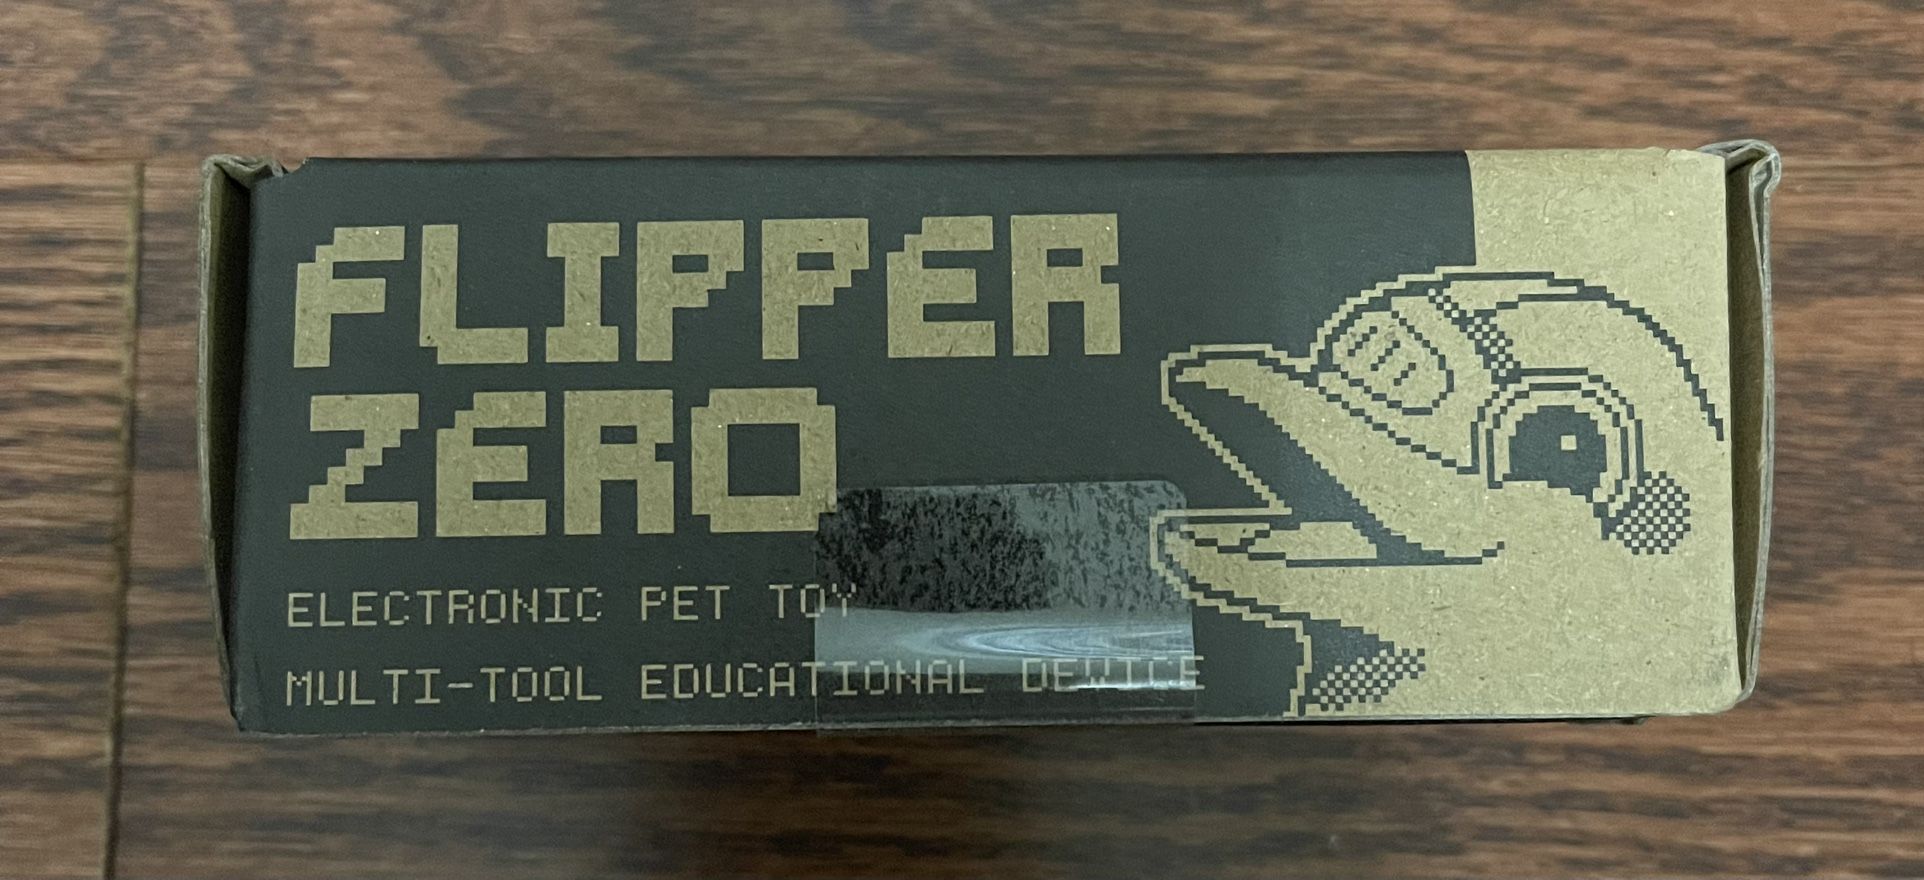 FLIPPER
ZERO
ELECTRONIC PET TOY
MULTI-TOOL EDUCATIONAL DEVICE